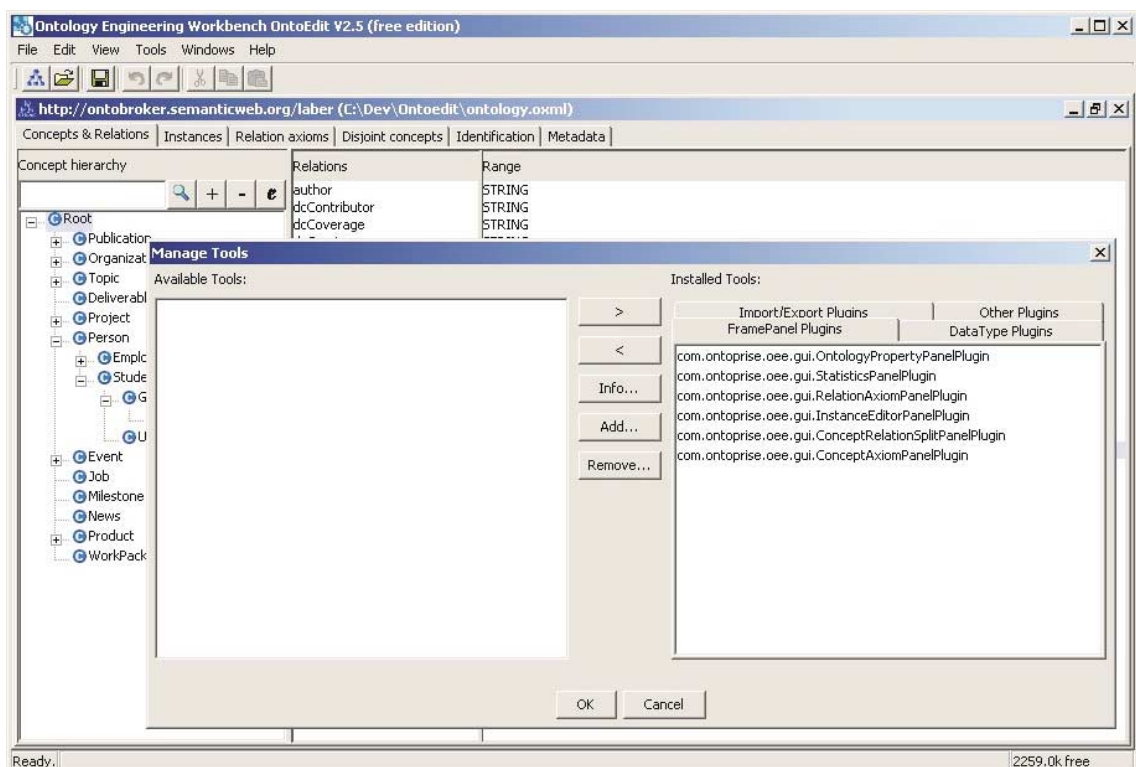 Ontology Engineering Workbench OntoEdit V2.5 (free edition)
File Edit View Tools Windows Help
http://ontobroker.semanticweb.org/laber (C:\Dev\Ontoedit\ontology.oxml)
Concepts & Relations Instances Relation axioms Disjoint concepts Identification Metadata
Concept hierarchy
+ - e
Root
Publication
Organizat
Topic
Deliverabl
Project
Person
Emplo
Stude
G
U
Event
Job
Milestone
News
Product
WorkPack
Relations Range
author STRING
dcContributor STRING
dcCoverage STRING
Manage Tools
Available Tools:
>
<
Info...
Add...
Remove...
Installed Tools:
Import/Export Plugins Other Plugins
FramePanel Plugins DataType Plugins
com.ontoprise.oee.gui.OntologyPropertyPanelPlugin
com.ontoprise.oee.gui.StatisticsPanelPlugin
com.ontoprise.oee.gui.RelationAxiomPanelPlugin
com.ontoprise.oee.gui.InstanceEditorPanelPlugin
com.ontoprise.oee.gui.ConceptRelationSplitPanelPlugin
com.ontoprise.oee.gui.ConceptAxiomPanelPlugin
OK Cancel
Ready. 2259.0k free